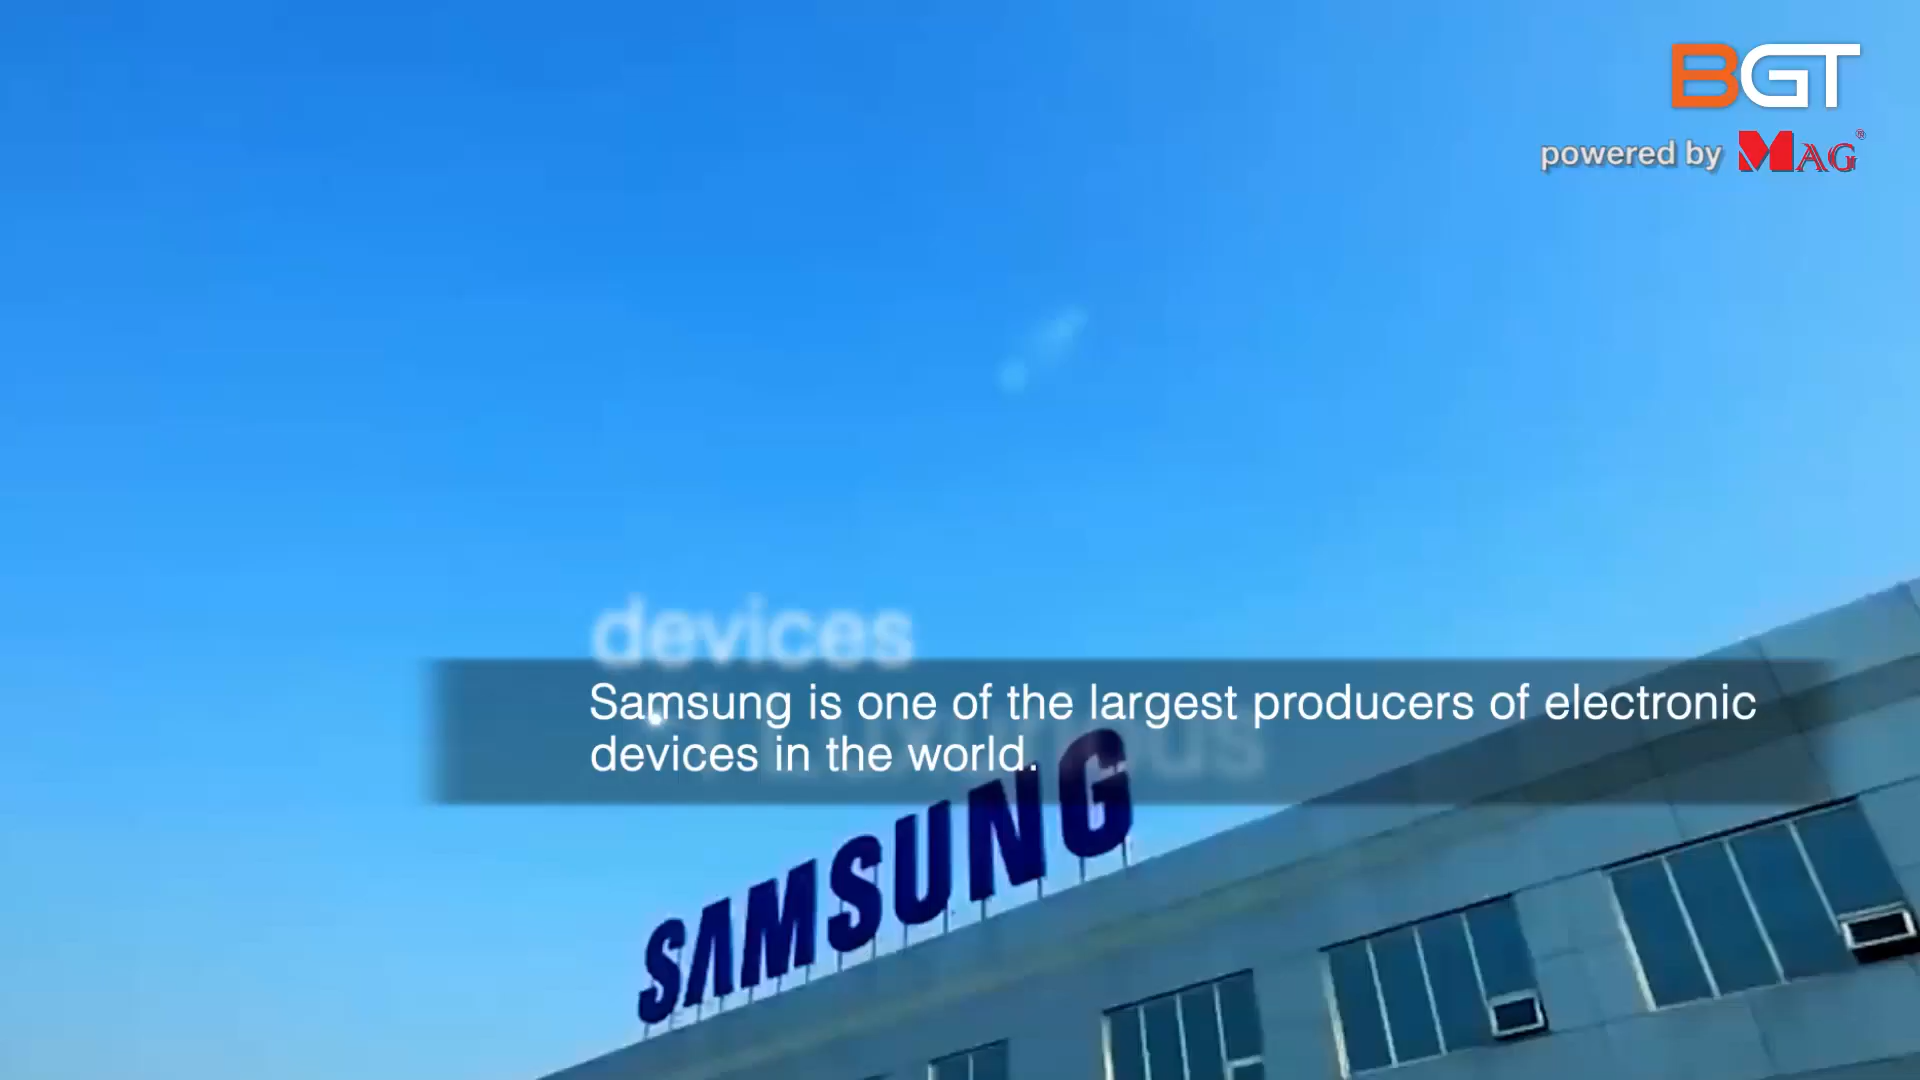 BGT
powered by MAG®
devices
Samsung is one of the largest producers of electronic
devices in the world.
SAMSUNG